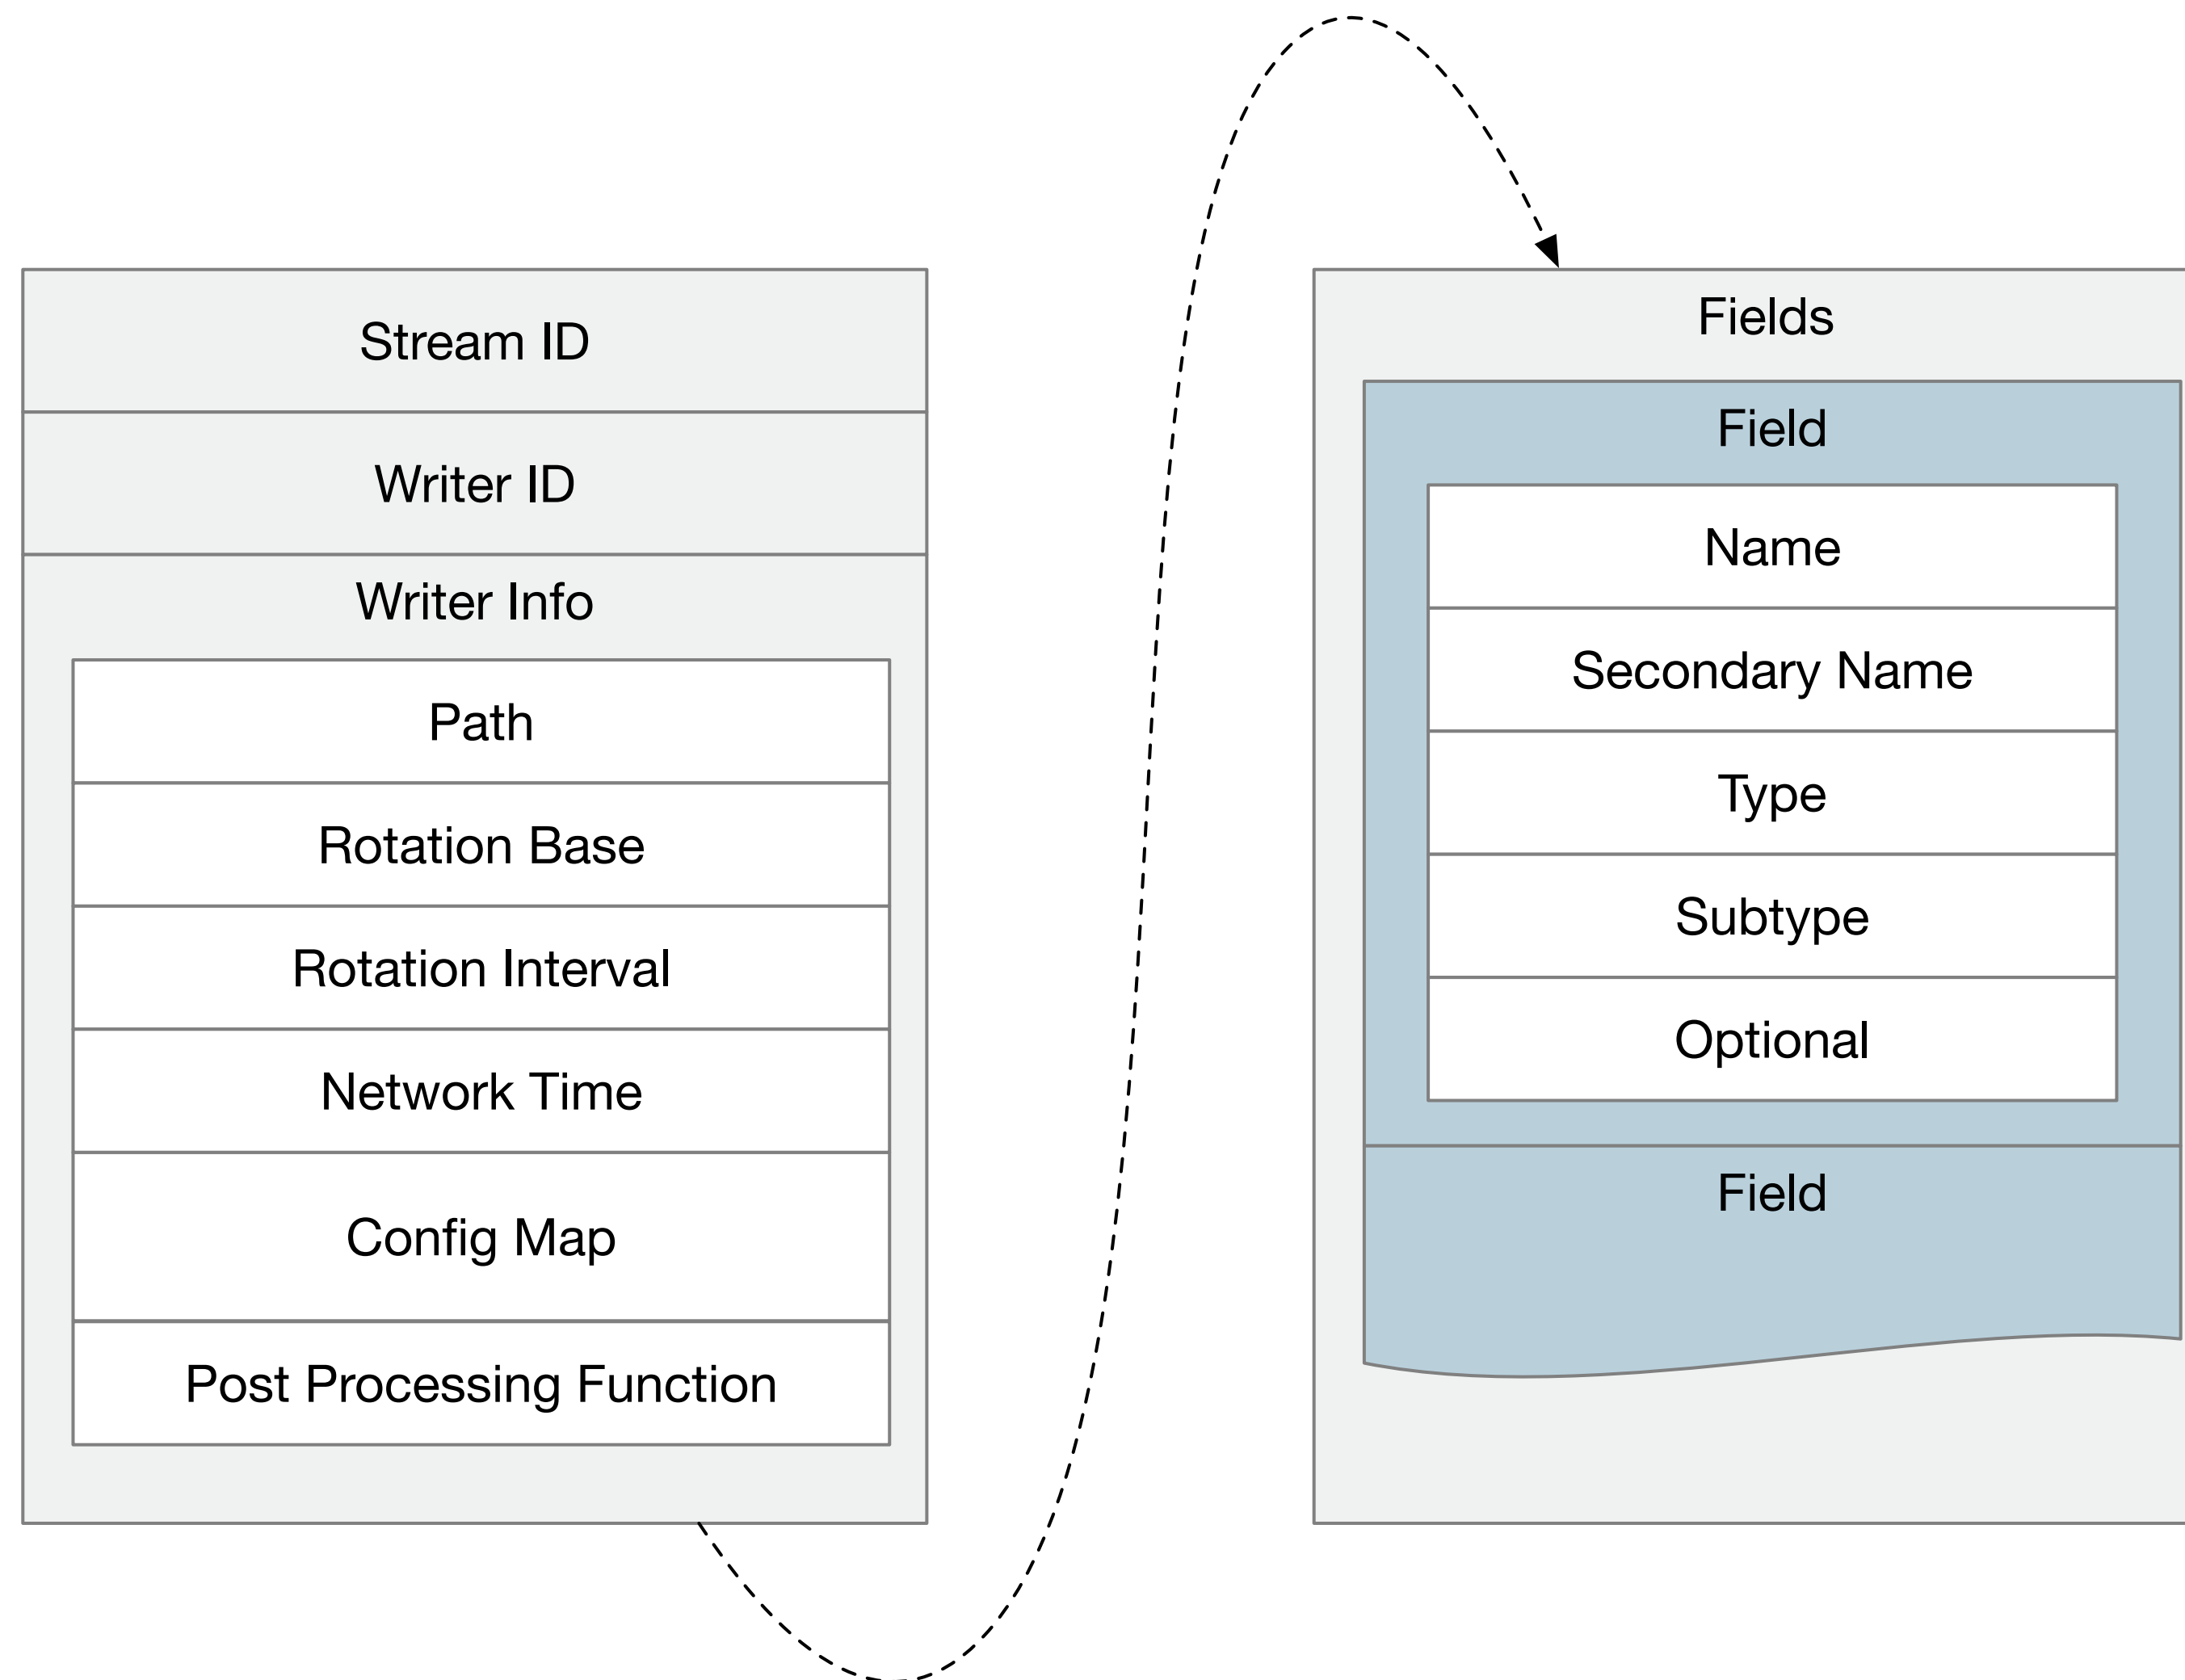 Stream ID
Writer ID
Writer Info
Path
Rotation Base
Rotation Interval
Network Time
Config Map
Post Processing Function
Fields
Field
Name
Secondary Name
Type
Subtype
Optional
Field